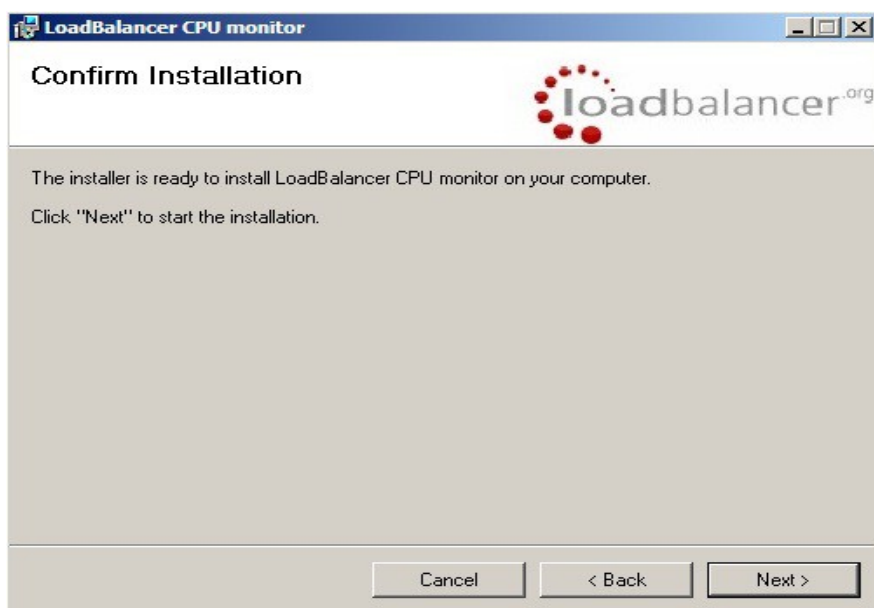 LoadBalancer CPU monitor
Confirm Installation
loadbalancer.org
The installer is ready to install LoadBalancer CPU monitor on your computer.
Click "Next" to start the installation.
Cancel
< Back
Next >